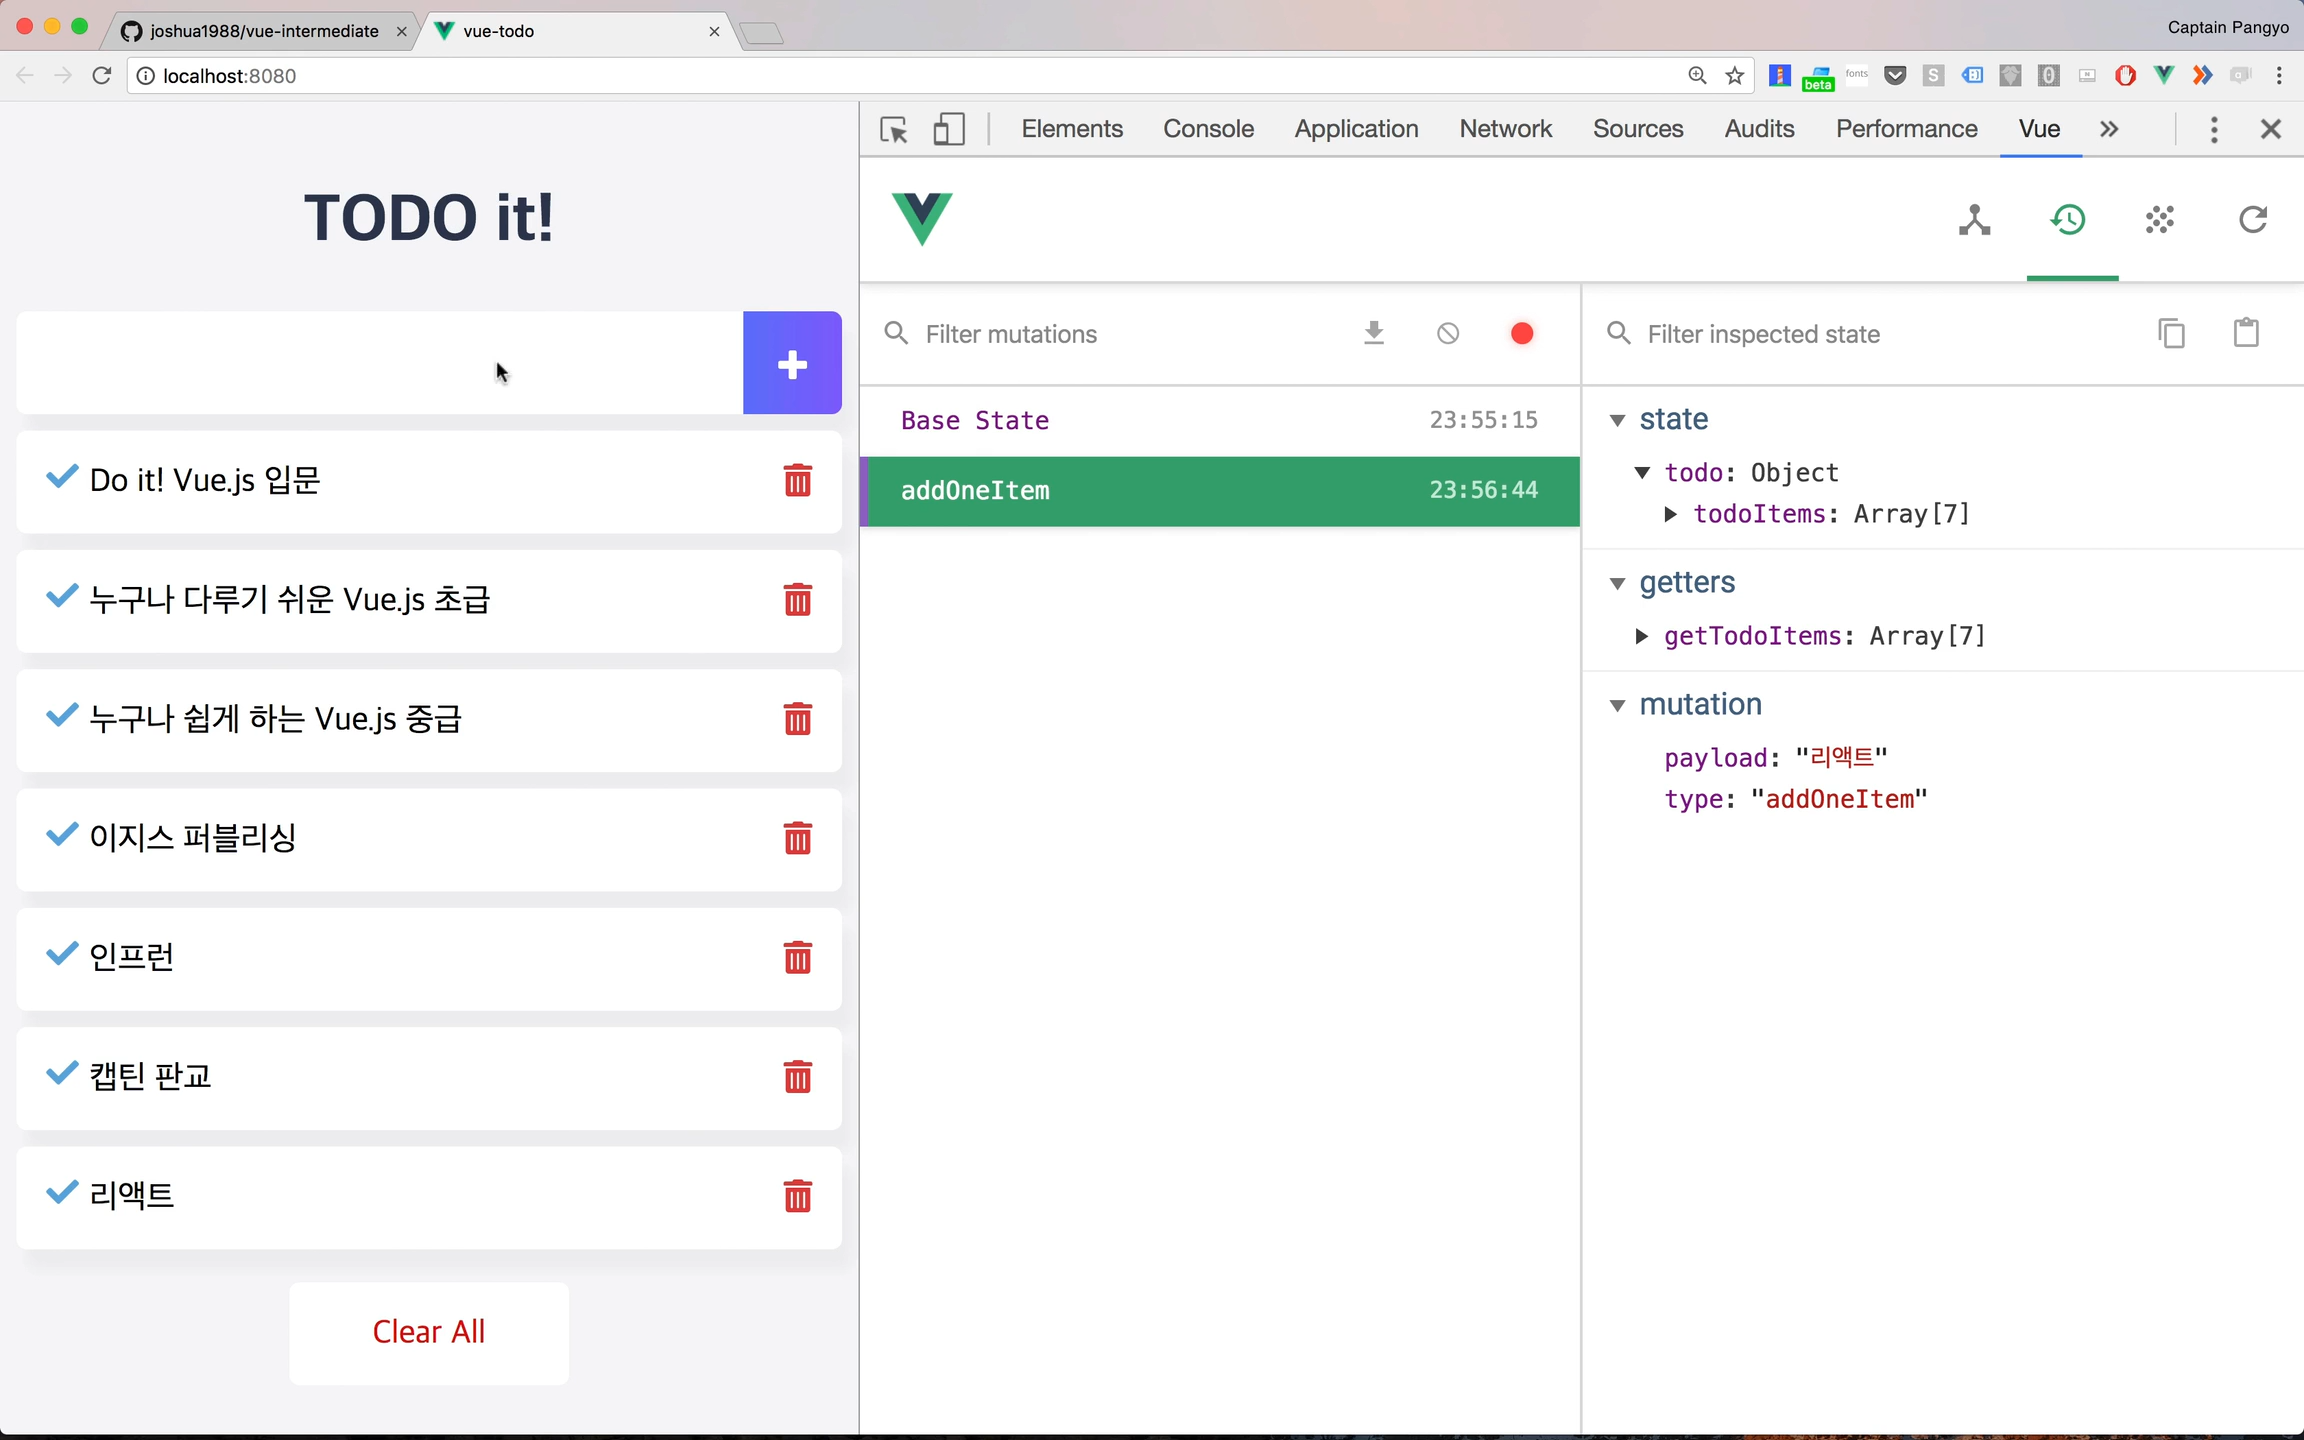 Captain Pangyo
joshua1988/vue-intermediate
vue-todo
localhost:8080
beta
fonts
Elements Console Application Network Sources Audits Performance Vue
TODO it!
Filter mutations
Filter inspected state
Base State 23:55:15
addOneItem 23:56:44
state
todo: Object
todoItems: Array[7]
getters
getTodoItems: Array[7]
mutation
payload: "리액트"
type: "addOneItem"
Do it! Vue.js 입문
누구나 다루기 쉬운 Vue.js 초급
누구나 쉽게 하는 Vue.js 중급
이지스 퍼블리싱
인프런
캡틴 판교
리액트
Clear All